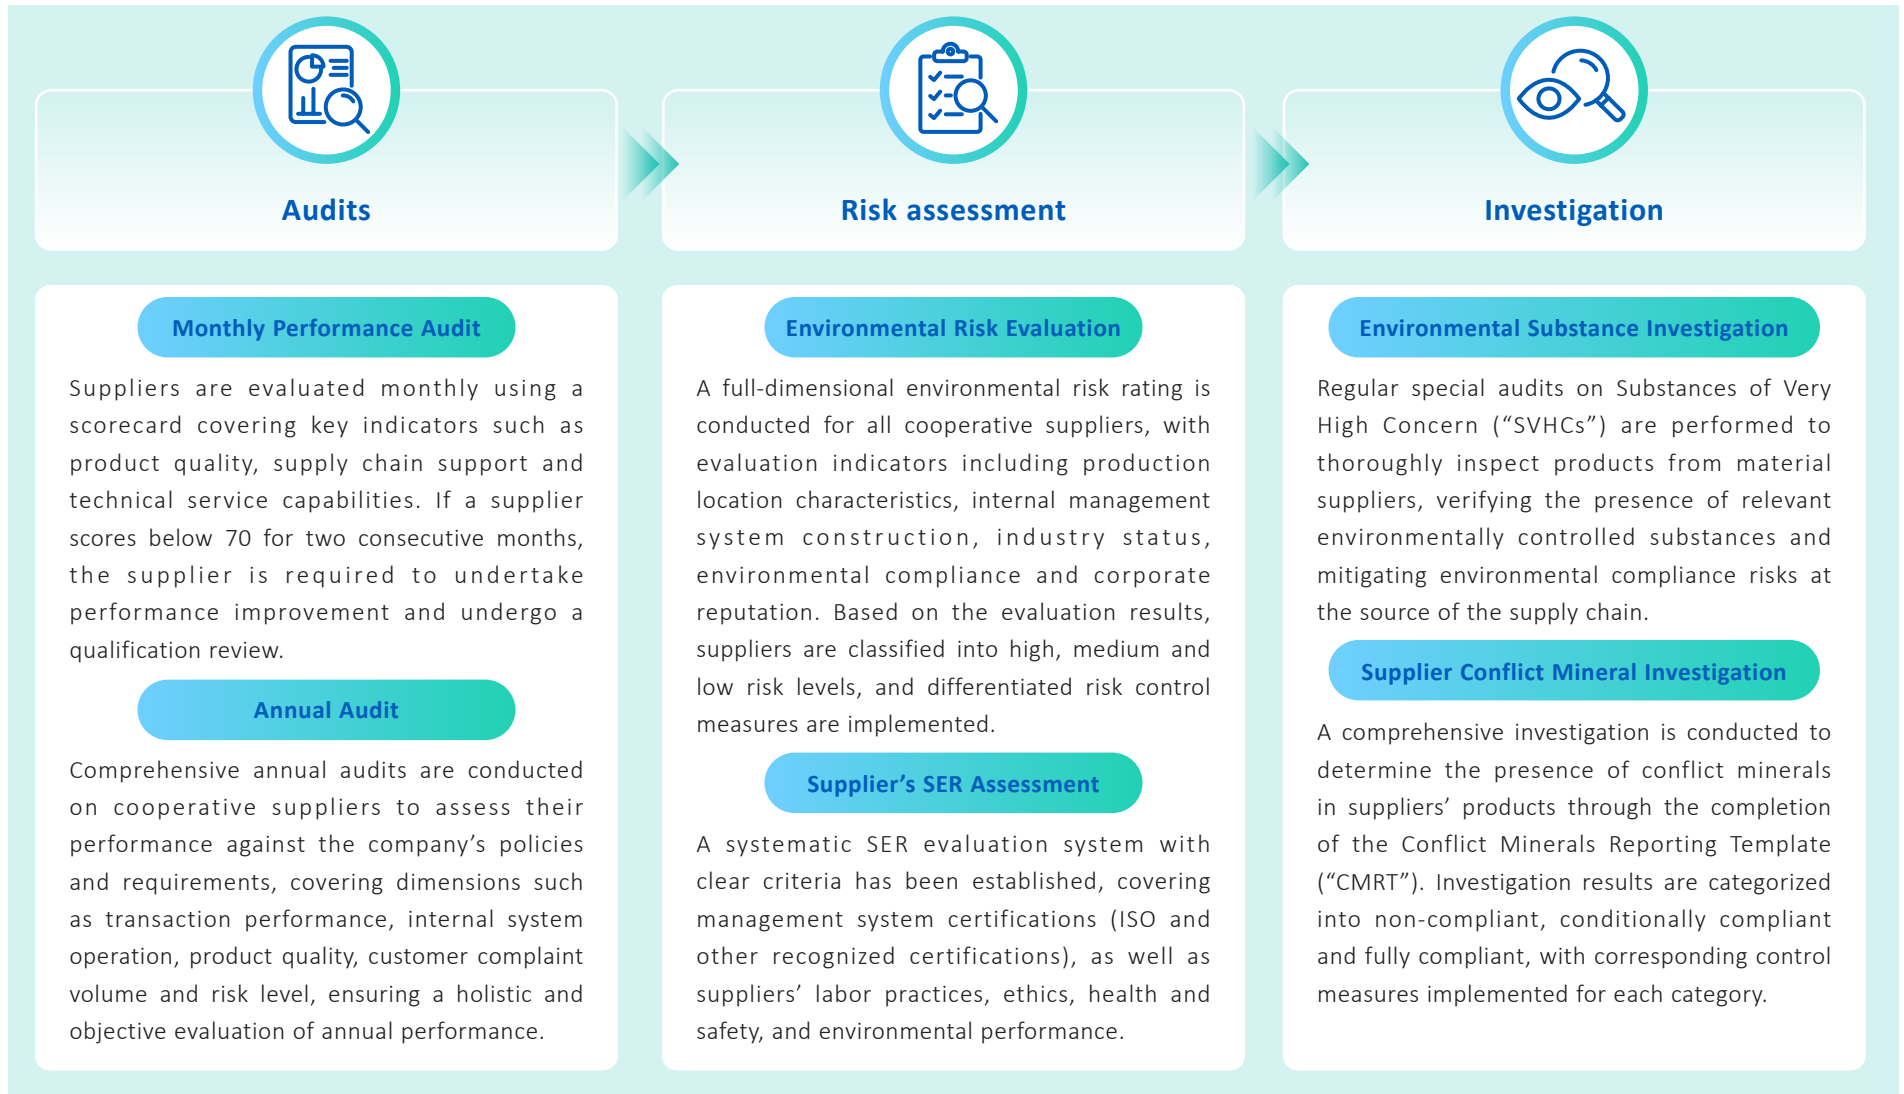 Audits
Monthly Performance Audit
Suppliers are evaluated monthly using a
scorecard covering key indicators such as
product quality, supply chain support and
technical service capabilities. If a supplier
scores below 70 for two consecutive months,
the supplier is required to undertake
performance improvement and undergo a
qualification review.
Annual Audit
Comprehensive annual audits are conducted
on cooperative suppliers to assess their
performance against the company’s policies
and requirements, covering dimensions such
as transaction performance, internal system
operation, product quality, customer complaint
volume and risk level, ensuring a holistic and
objective evaluation of annual performance.
Risk assessment
Environmental Risk Evaluation
A full-dimensional environmental risk rating is
conducted for all cooperative suppliers, with
evaluation indicators including production
location characteristics, internal management
system construction, industry status,
environmental compliance and corporate
reputation. Based on the evaluation results,
suppliers are classified into high, medium and
low risk levels, and differentiated risk control
measures are implemented.
Supplier’s SER Assessment
A systematic SER evaluation system with
clear criteria has been established, covering
management system certifications (ISO and
other recognized certifications), as well as
suppliers’ labor practices, ethics, health and
safety, and environmental performance.
Investigation
Environmental Substance Investigation
Regular special audits on Substances of Very
High Concern (“SVHCs”) are performed to
thoroughly inspect products from material
suppliers, verifying the presence of relevant
environmentally controlled substances and
mitigating environmental compliance risks at
the source of the supply chain.
Supplier Conflict Mineral Investigation
A comprehensive investigation is conducted to
determine the presence of conflict minerals
in suppliers’ products through the completion
of the Conflict Minerals Reporting Template
(“CMRT”). Investigation results are categorized
into non-compliant, conditionally compliant
and fully compliant, with corresponding control
measures implemented for each category.